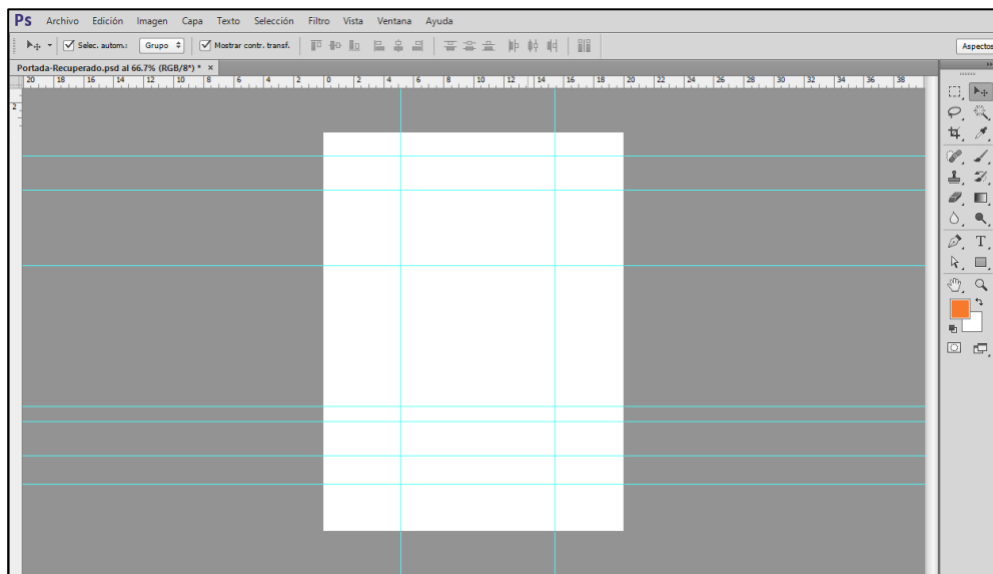 Ps Archivo Edición Imagen Capa Texto Selección Filtro Vista Ventana Ayuda
Selec. autom.: Grupo Mostrar contr. transf. Aspectos
Portada-Recuperado.psd al 66.7% (RGB/8*) * ×
20 18 16 14 12 10 8 6 4 2 0 2 4 6 8 10 12 14 16 18 20 22 24 26 28 30 32 34 36 38
2
T